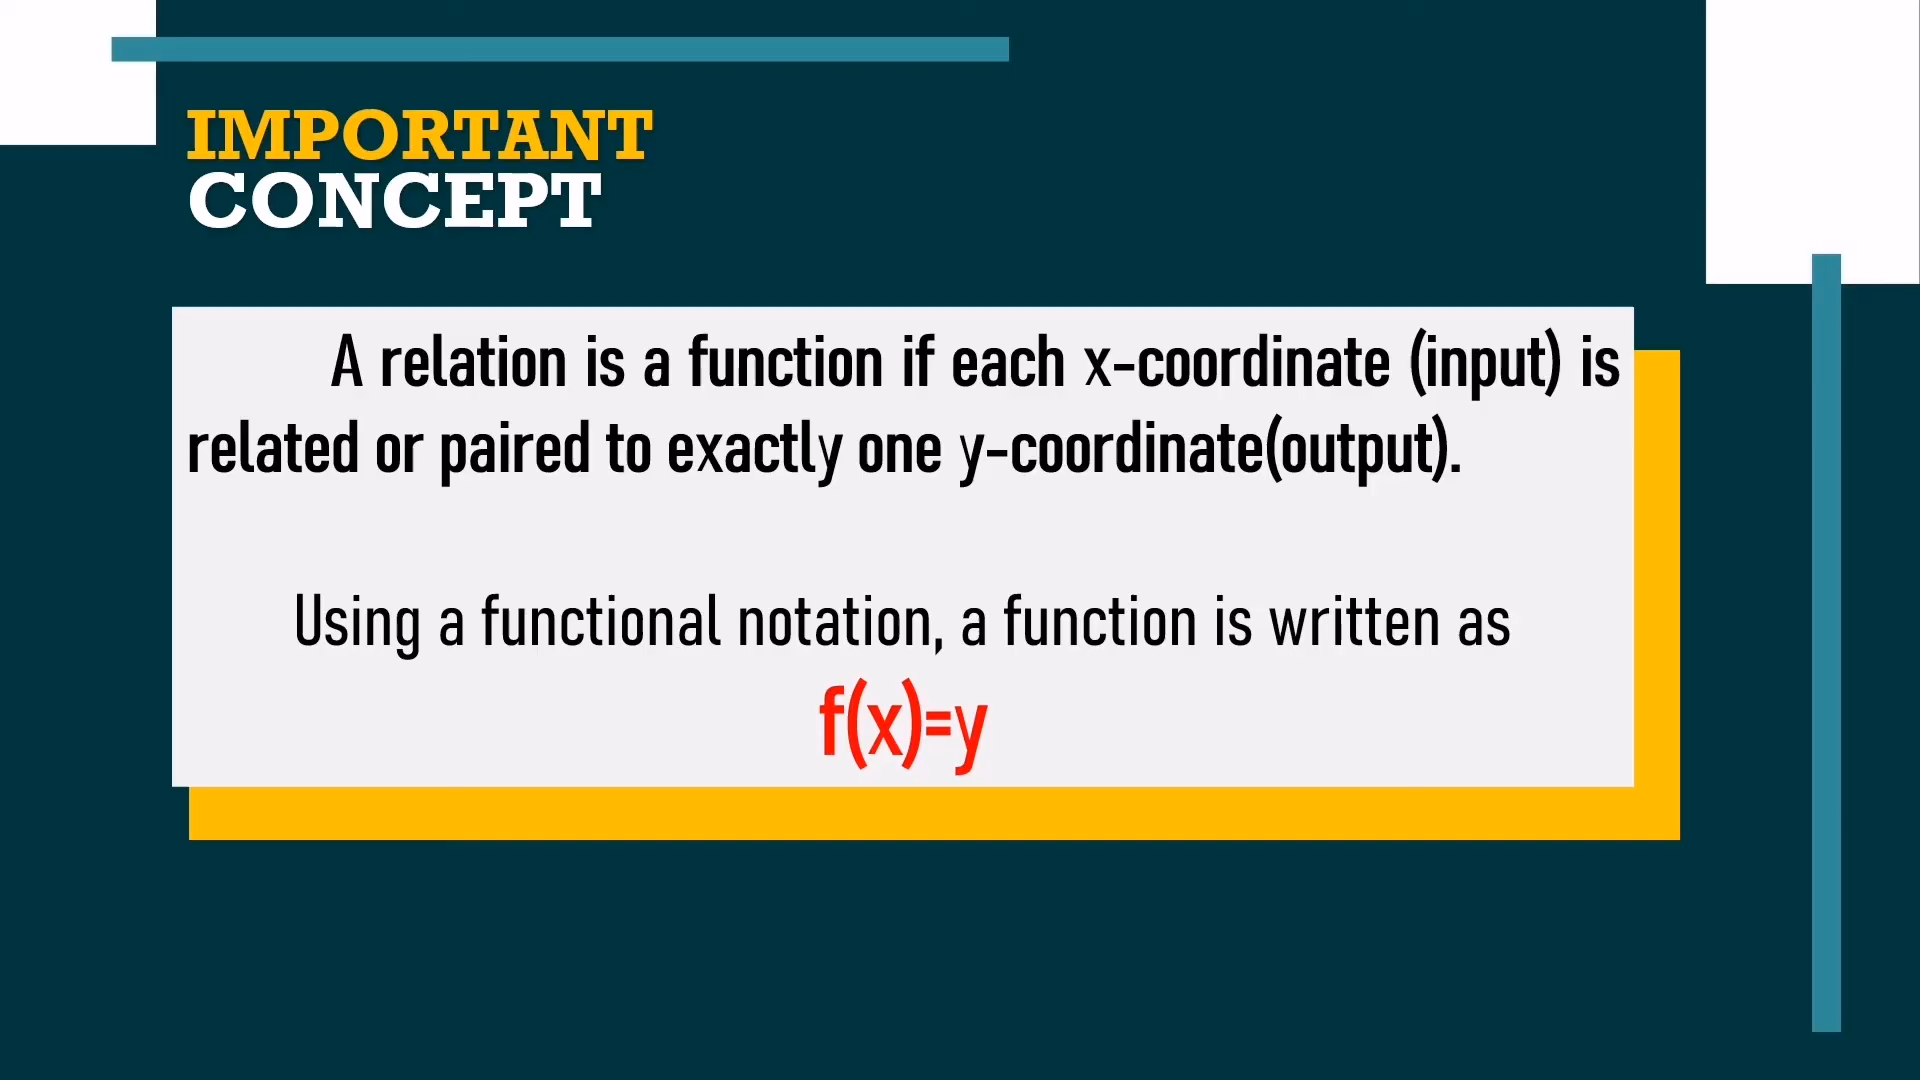 IMPORTANT
CONCEPT
A relation is a function if each x-coordinate (input) is
related or paired to exactly one y-coordinate(output).
Using a functional notation, a function is written as
f(x)=y